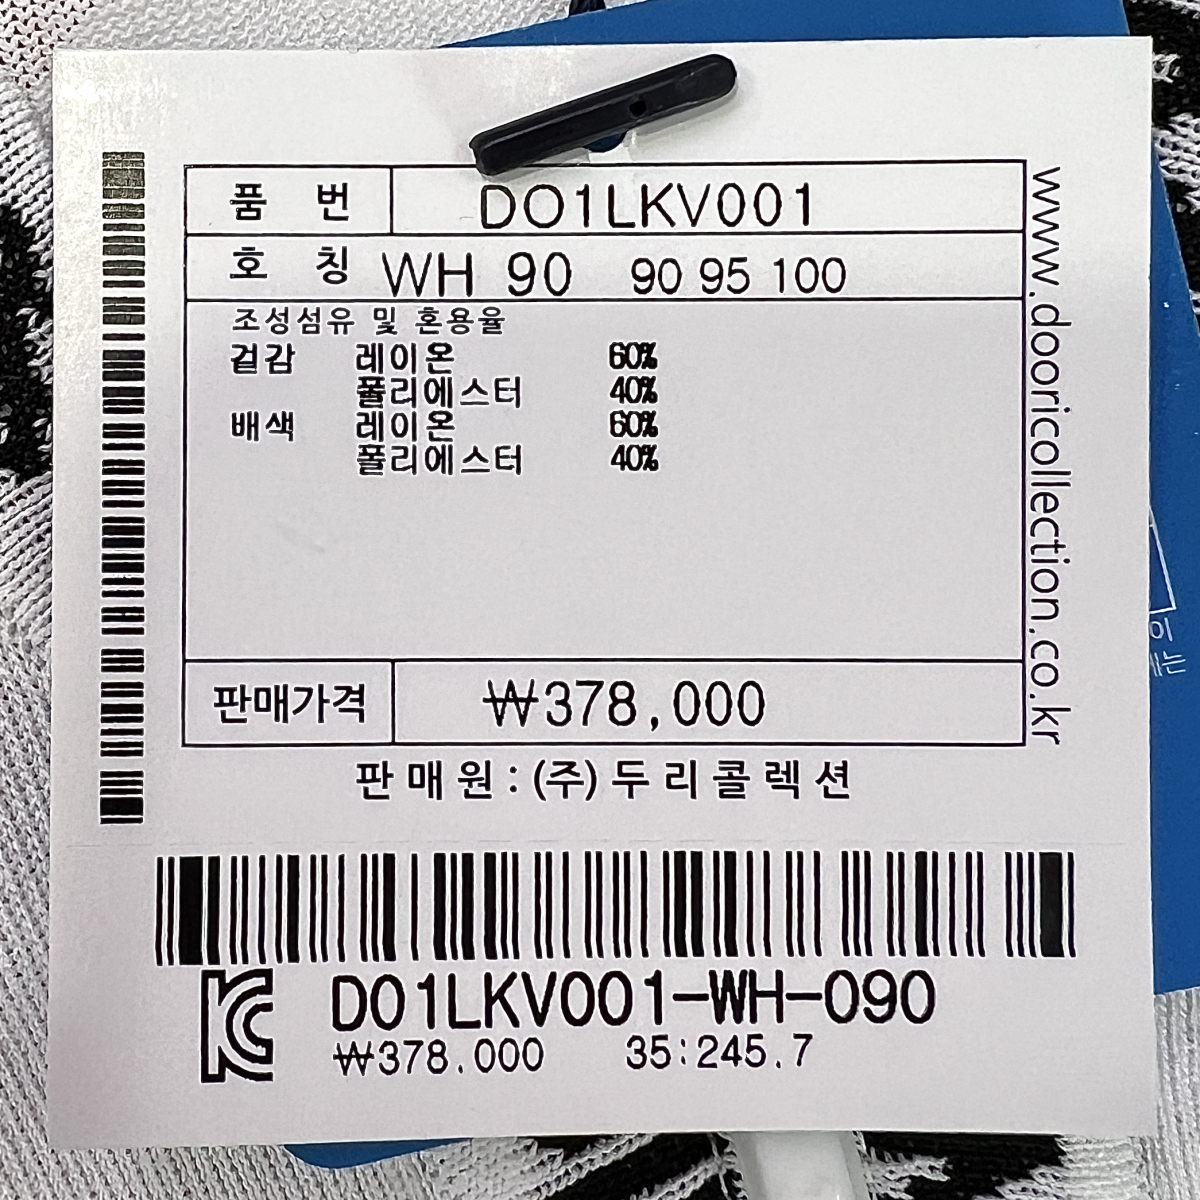 품 번 DO1LKV001
호 칭 WH 90 90 95 100
조성섬유 및 혼용율
겉감 레이온 60%
폴리에스터 40%
배색 레이온 60%
폴리에스터 40%
판매가격 ₩378,000
판매원 : (주)두리콜렉션
www.dooricollection.co.kr
KC
DO1LKV001-WH-090
₩378.000 35:245.7
이